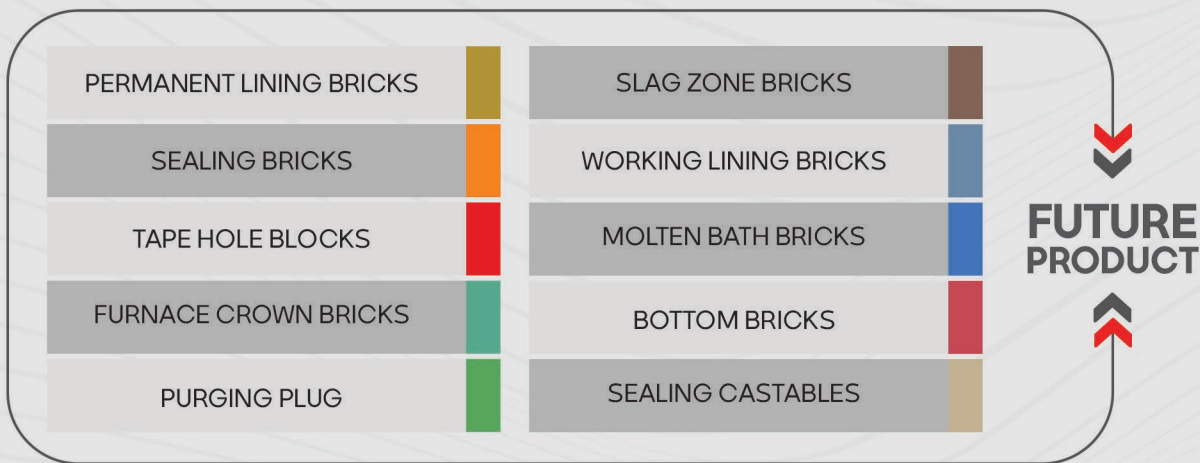 PERMANENT LINING BRICKS
SEALING BRICKS
TAPE HOLE BLOCKS
FURNACE CROWN BRICKS
PURGING PLUG
SLAG ZONE BRICKS
WORKING LINING BRICKS
MOLTEN BATH BRICKS
BOTTOM BRICKS
SEALING CASTABLES
FUTURE
PRODUCT